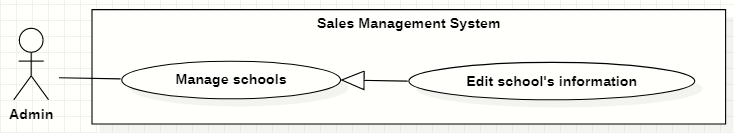 Sales Management System
Manage schools
Edit school's information
Admin